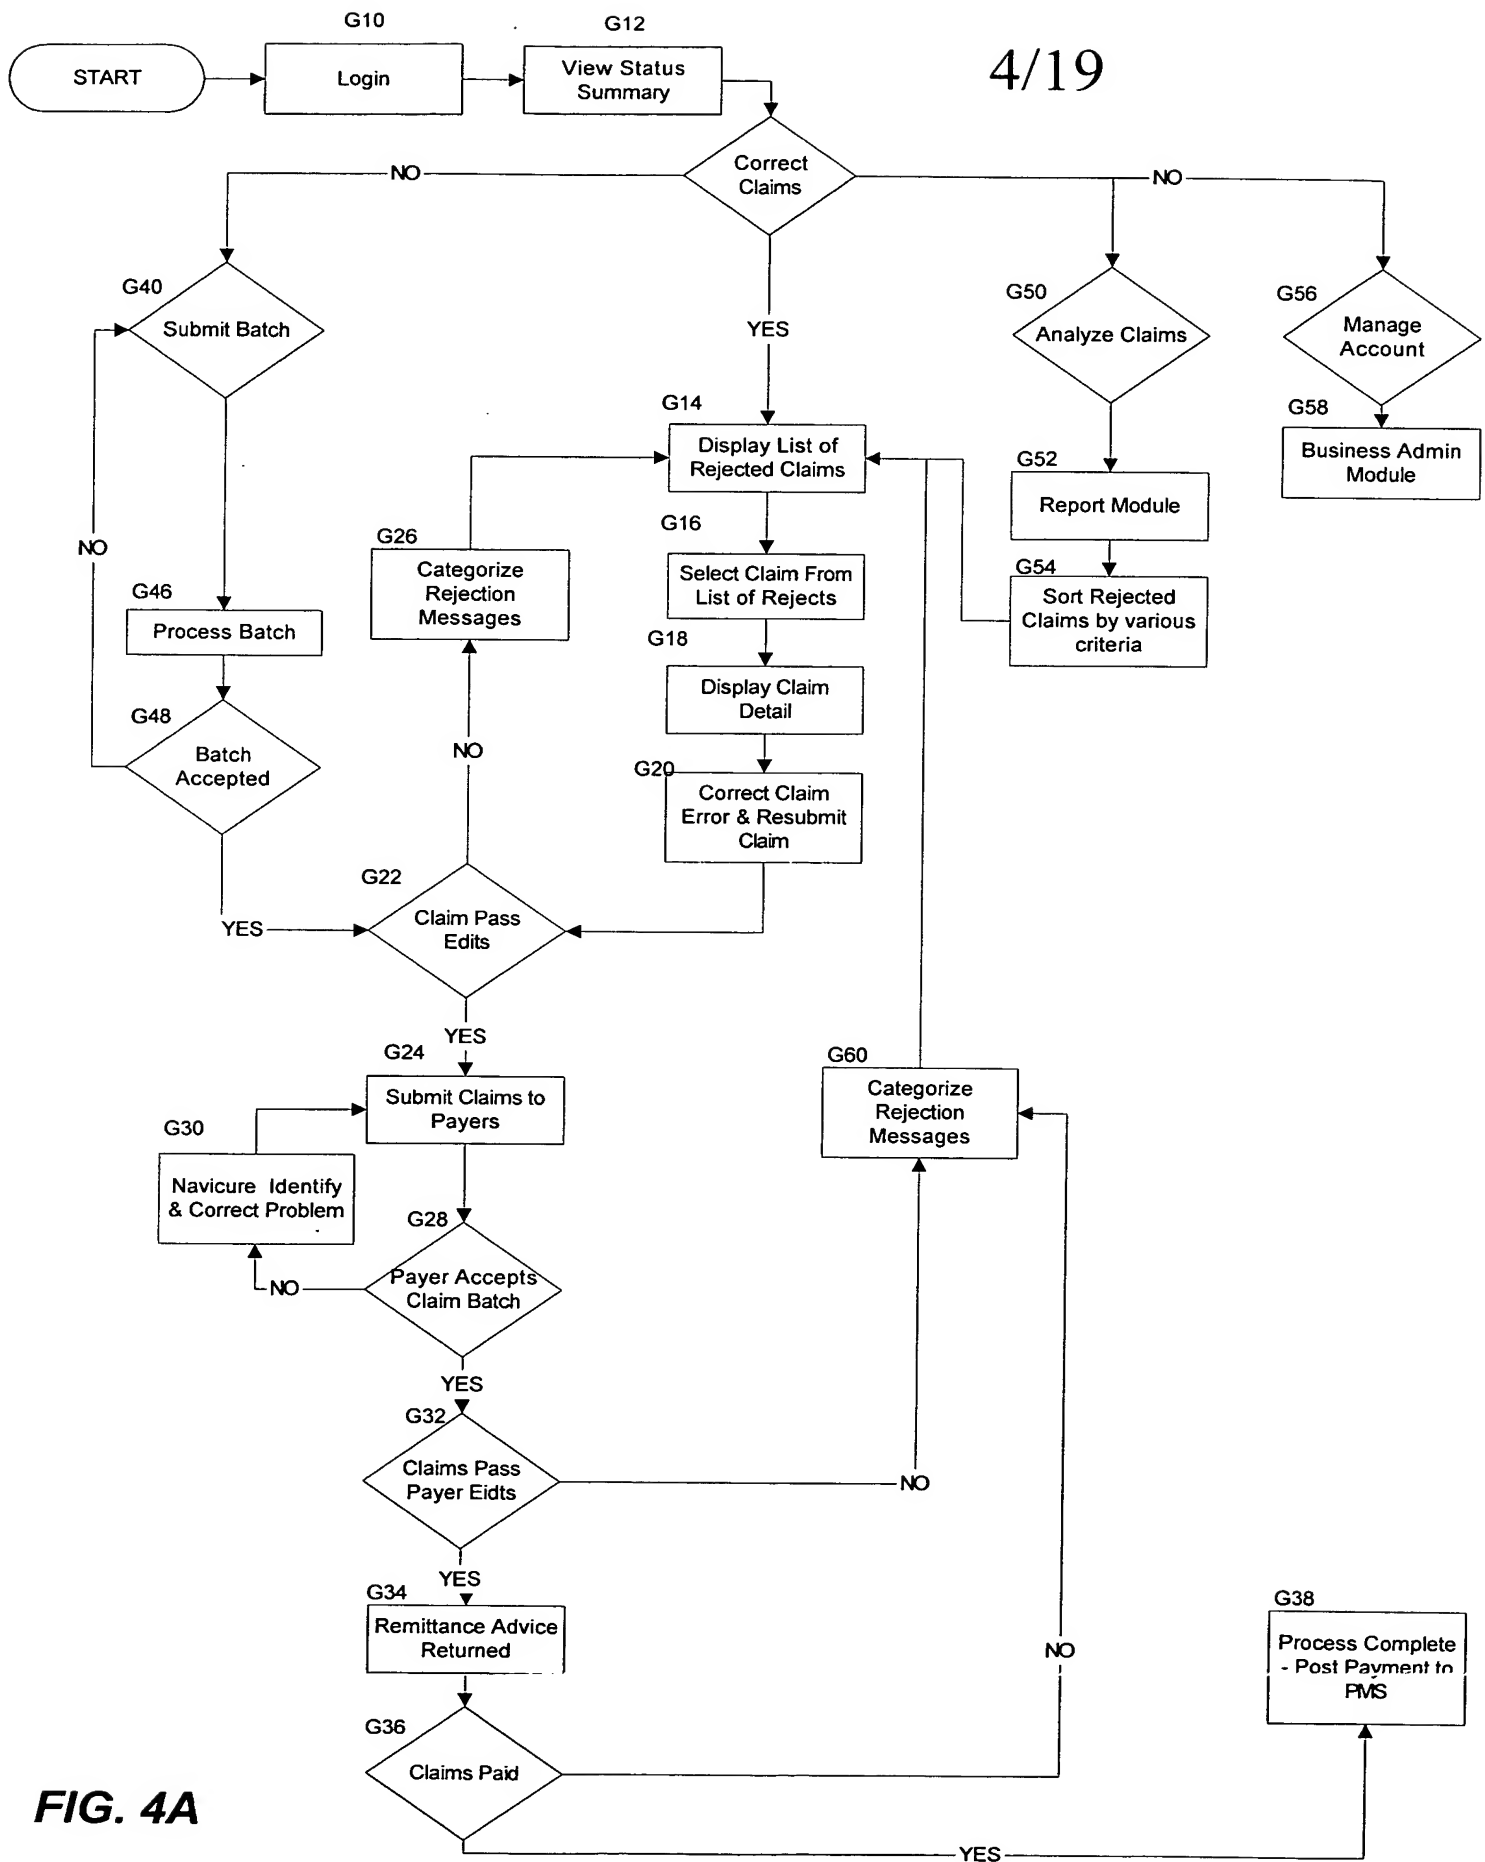 G10
G12
4/19
START
Login
View Status
Summary
Correct
Claims
NO
NO
G40
Submit Batch
YES
G50
Analyze Claims
G56
Manage
Account
G58
Business Admin
Module
G14
Display List of
Rejected Claims
G52
Report Module
NO
G26
Categorize
Rejection
Messages
G16
Select Claim From
List of Rejects
G54
Sort Rejected
Claims by various
criteria
G46
Process Batch
G18
Display Claim
Detail
G48
Batch
Accepted
NO
G20
Correct Claim
Error & Resubmit
Claim
G22
Claim Pass
Edits
YES
YES
G24
Submit Claims to
Payers
G60
Categorize
Rejection
Messages
G30
Navicure Identify
& Correct Problem
G28
Payer Accepts
Claim Batch
NO
YES
G32
Claims Pass
Payer Eidts
NO
YES
G34
Remittance Advice
Returned
NO
G38
Process Complete
- Post Payment to
PMS
G36
Claims Paid
YES
FIG. 4A